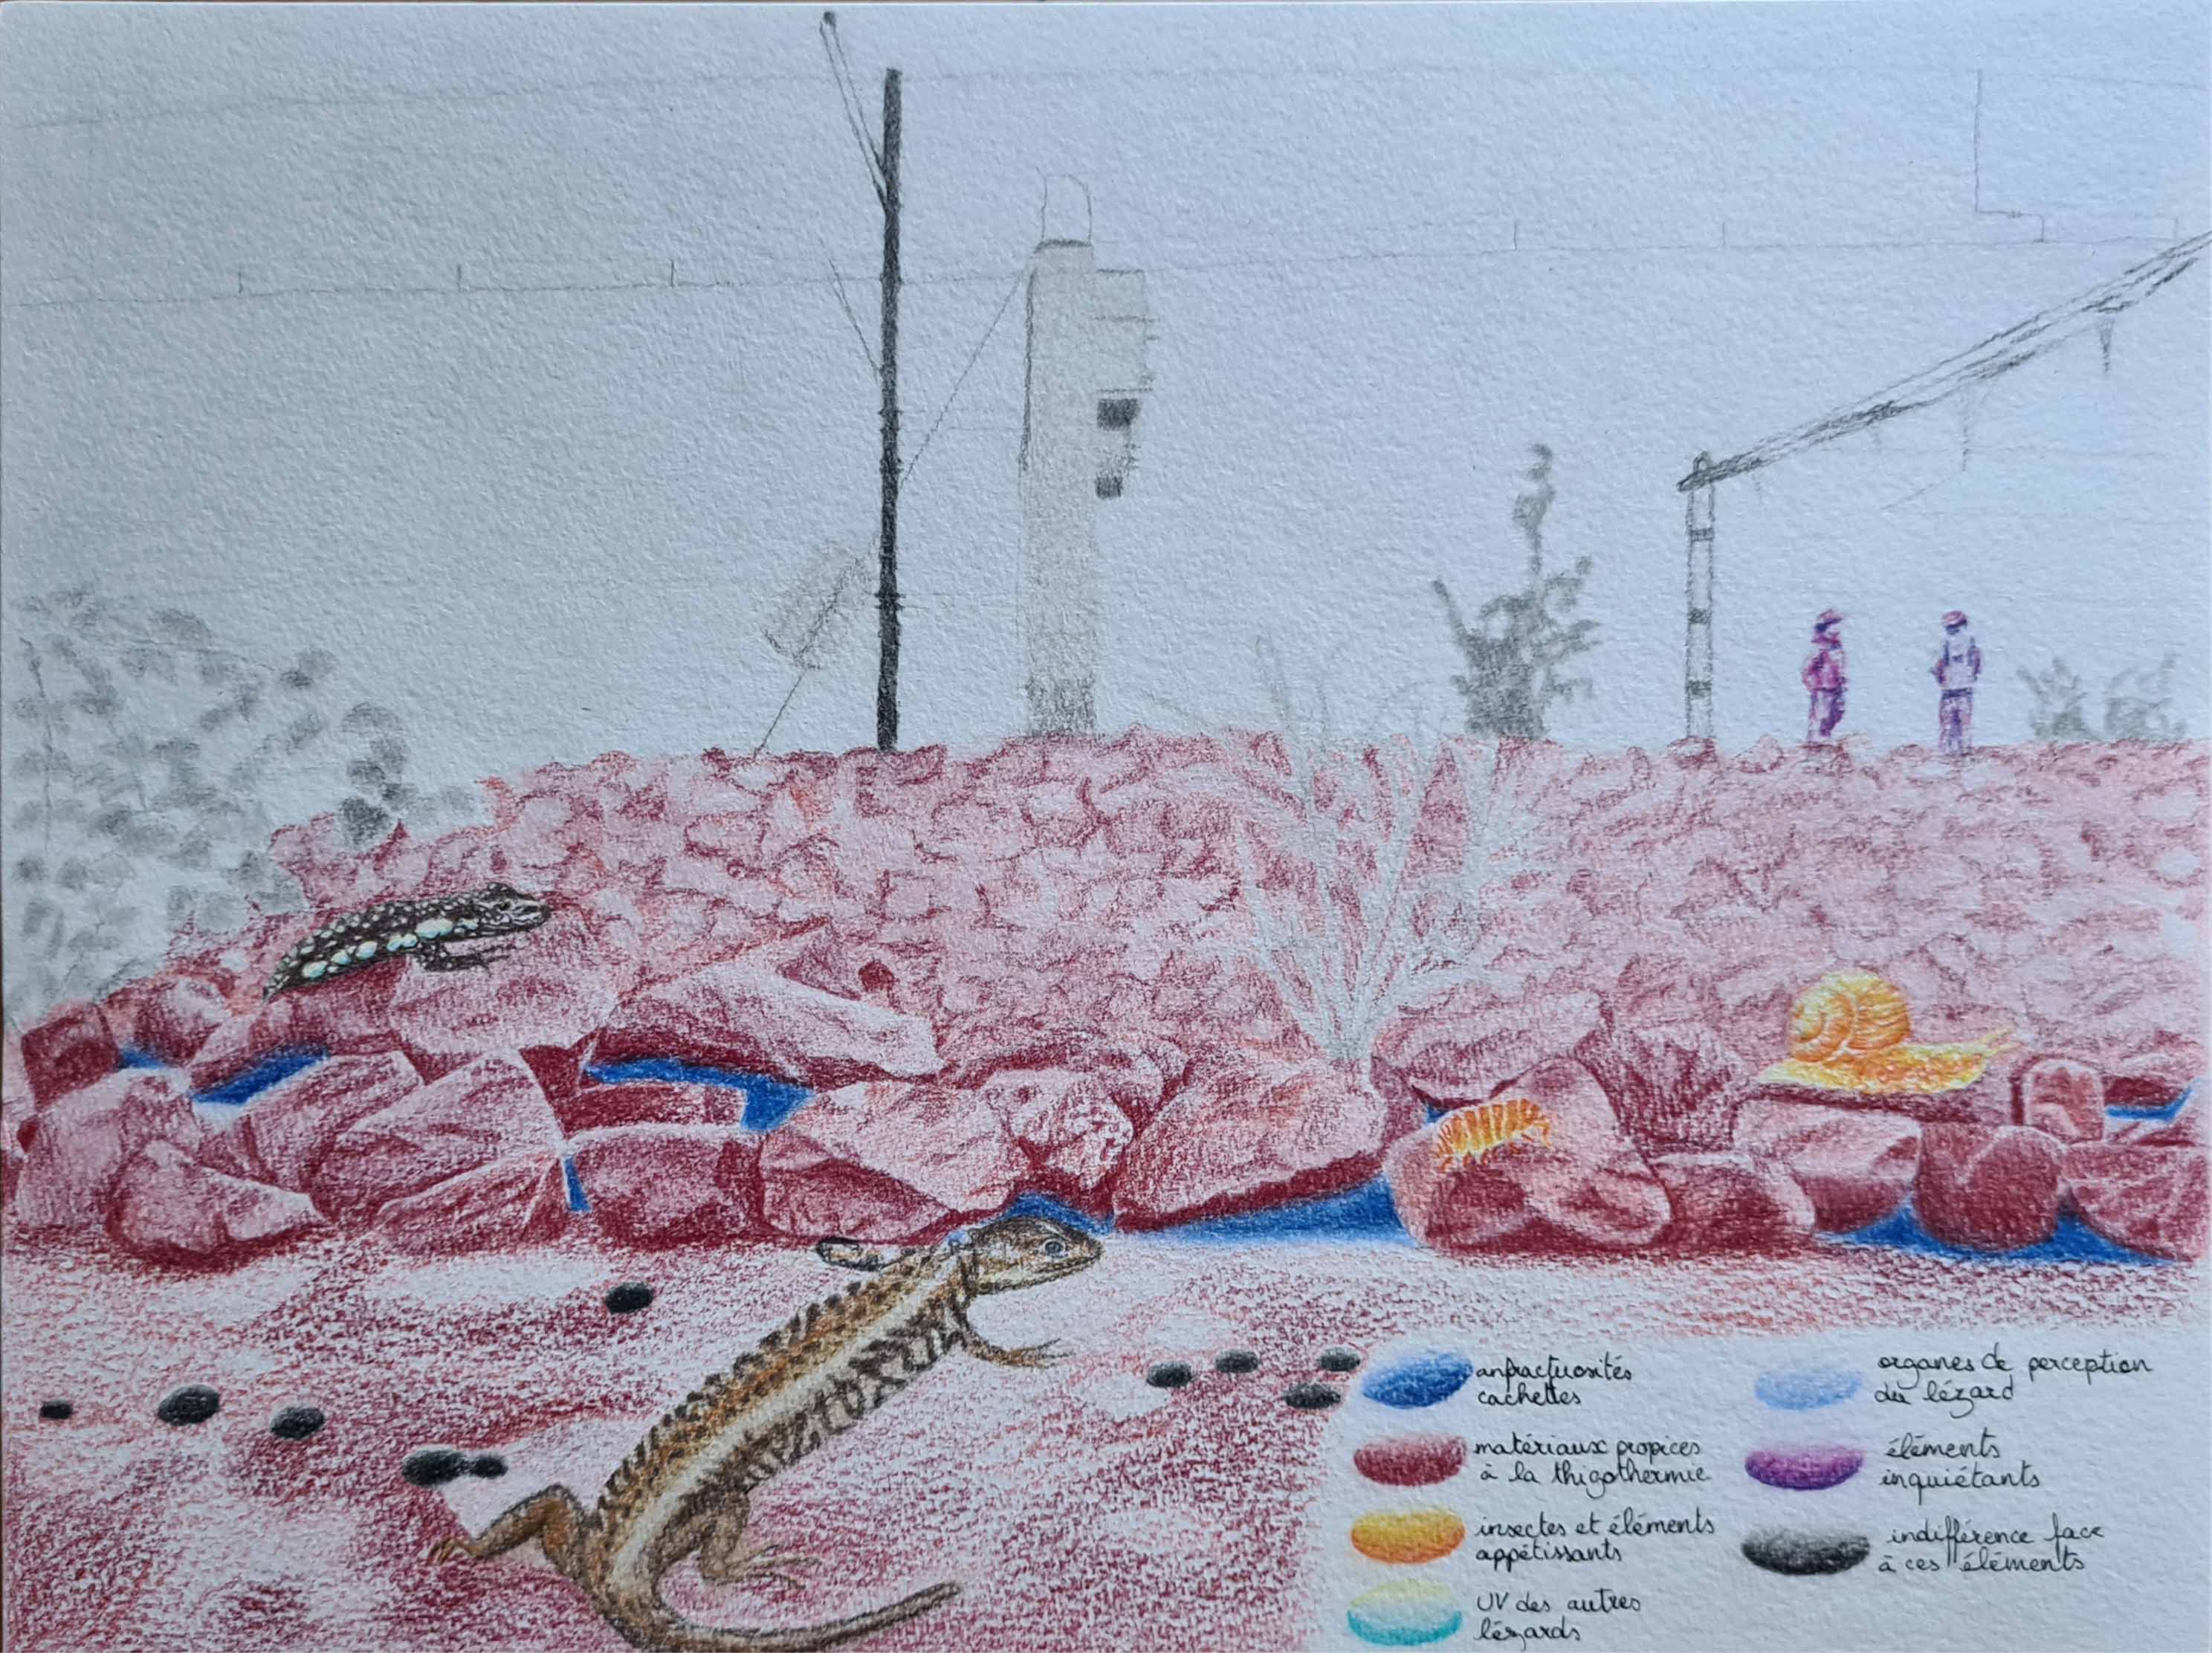 anfractuosités
cachettes
matériaux propices
à la thigothermie
insectes et éléments
appétissants
UV des autres
lézards
organes de perception
du lézard
éléments
inquiétants
indifférence face
à ces éléments